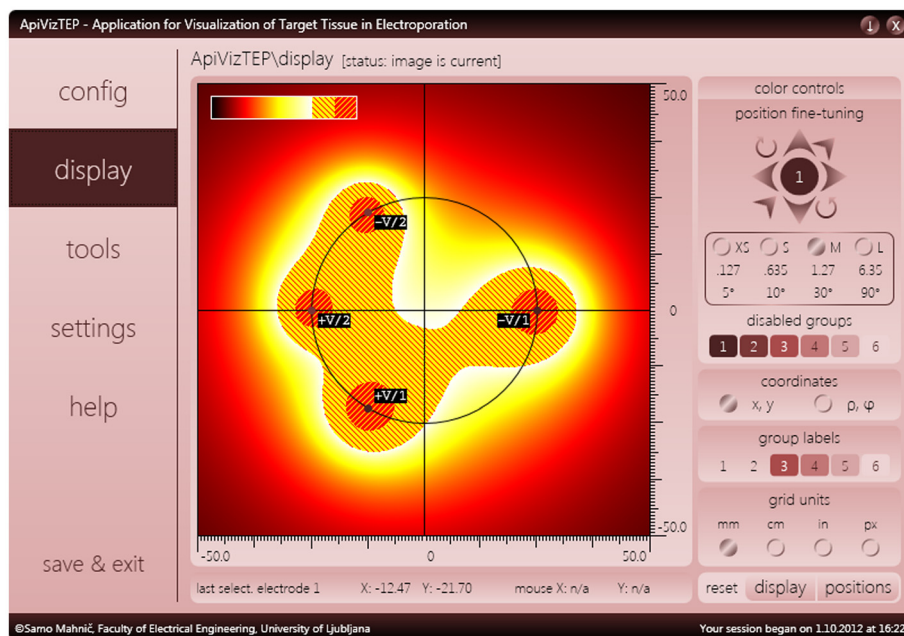 ApiVizTEP - Application for Visualization of Target Tissue in Electroporation
X
config
display
tools
settings
help
save & exit
ApiVizTEP\display [status: image is current]
-V/2
+V/2
-V/1
+V/1
50.0
0
-50.0
-50.0 0 50.0
last select. electrode 1 X: -12.47 Y: -21.70 mouse X: n/a Y: n/a
color controls
position fine-tuning
1
XS S M L
.127 .635 1.27 6.35
5° 10° 30° 90°
disabled groups
1 2 3 4 5 6
coordinates
x, y ρ, φ
group labels
1 2 3 4 5 6
grid units
mm cm in px
reset display positions
©Samo Mahnič, Faculty of Electrical Engineering, University of Ljubljana
Your session began on 1.10.2012 at 16:22